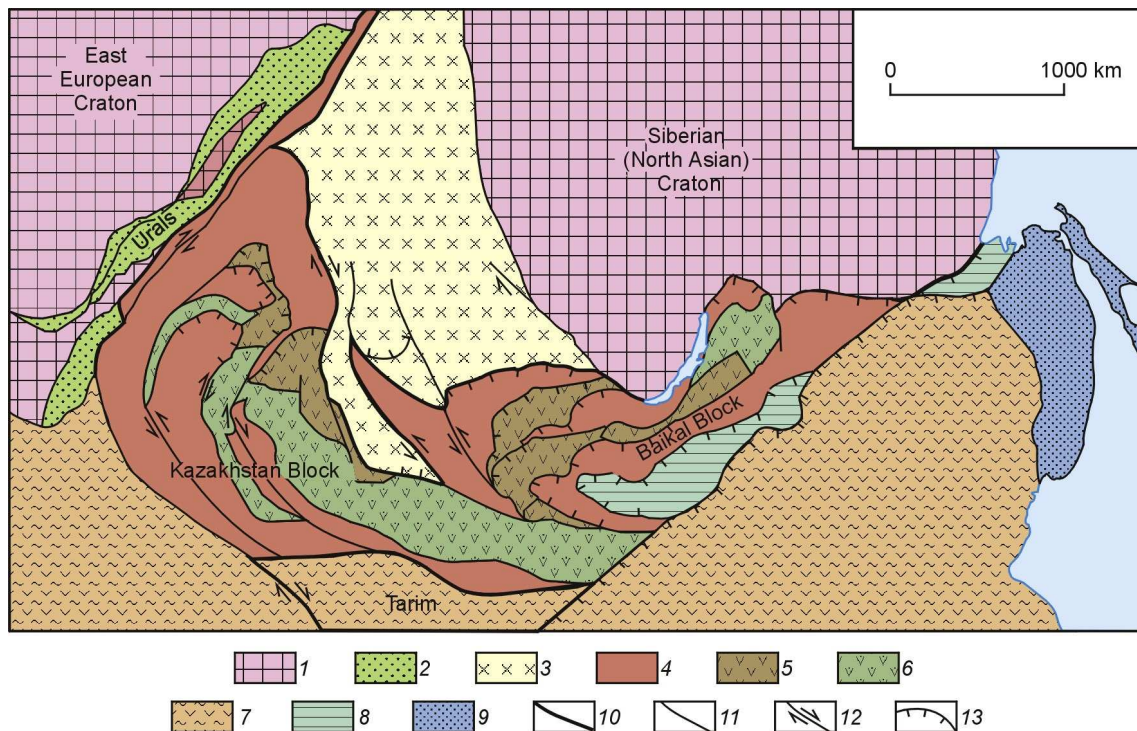 East
European
Craton
Siberian
(North Asian)
Craton
0 1000 km
Urals
Kazakhstan Block
Baikal Block
Tarim
1 2 3 4 5 6
7 8 9 10 11 12 13